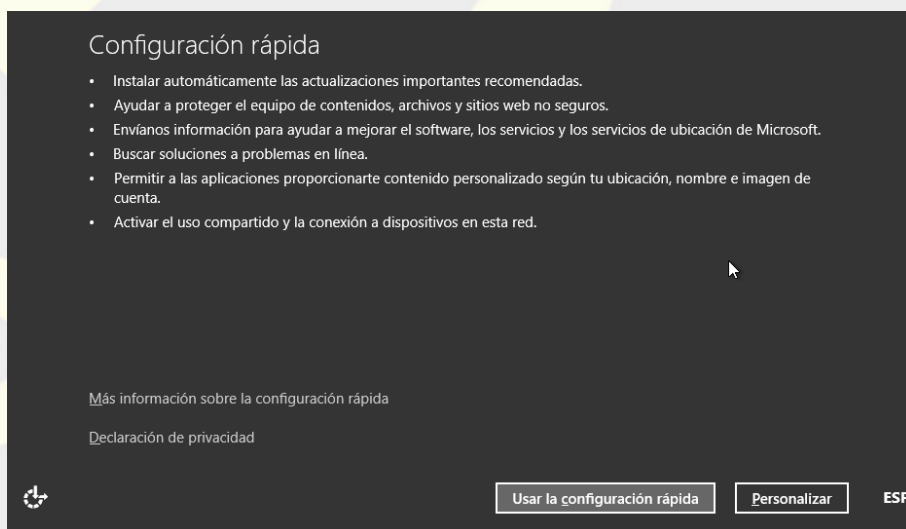 Configuración rápida
• Instalar automáticamente las actualizaciones importantes recomendadas.
• Ayudar a proteger el equipo de contenidos, archivos y sitios web no seguros.
• Envíanos información para ayudar a mejorar el software, los servicios y los servicios de ubicación de Microsoft.
• Buscar soluciones a problemas en línea.
• Permitir a las aplicaciones proporcionarte contenido personalizado según tu ubicación, nombre e imagen de
cuenta.
• Activar el uso compartido y la conexión a dispositivos en esta red.
Más información sobre la configuración rápida
Declaración de privacidad
Usar la configuración rápida Personalizar ESP